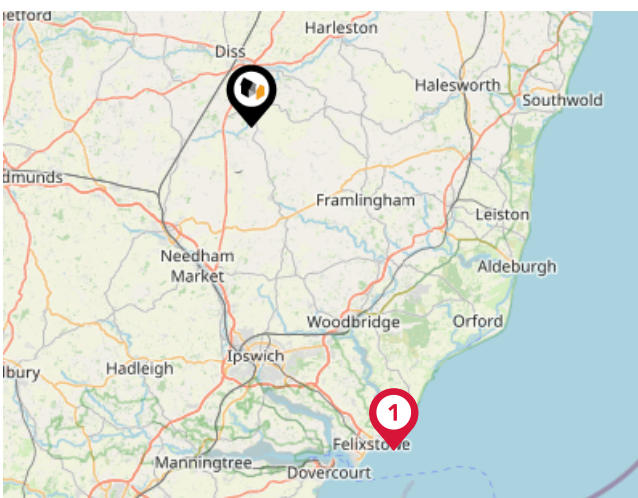 letford
Harleston
Diss
Halesworth
Southwold
dmunds
Framlingham
Leiston
Needham
Market
Aldeburgh
Woodbridge
Orford
Ipswich
Hadleigh
lbury
1
Felixstowe
Manningtree
Dovercourt